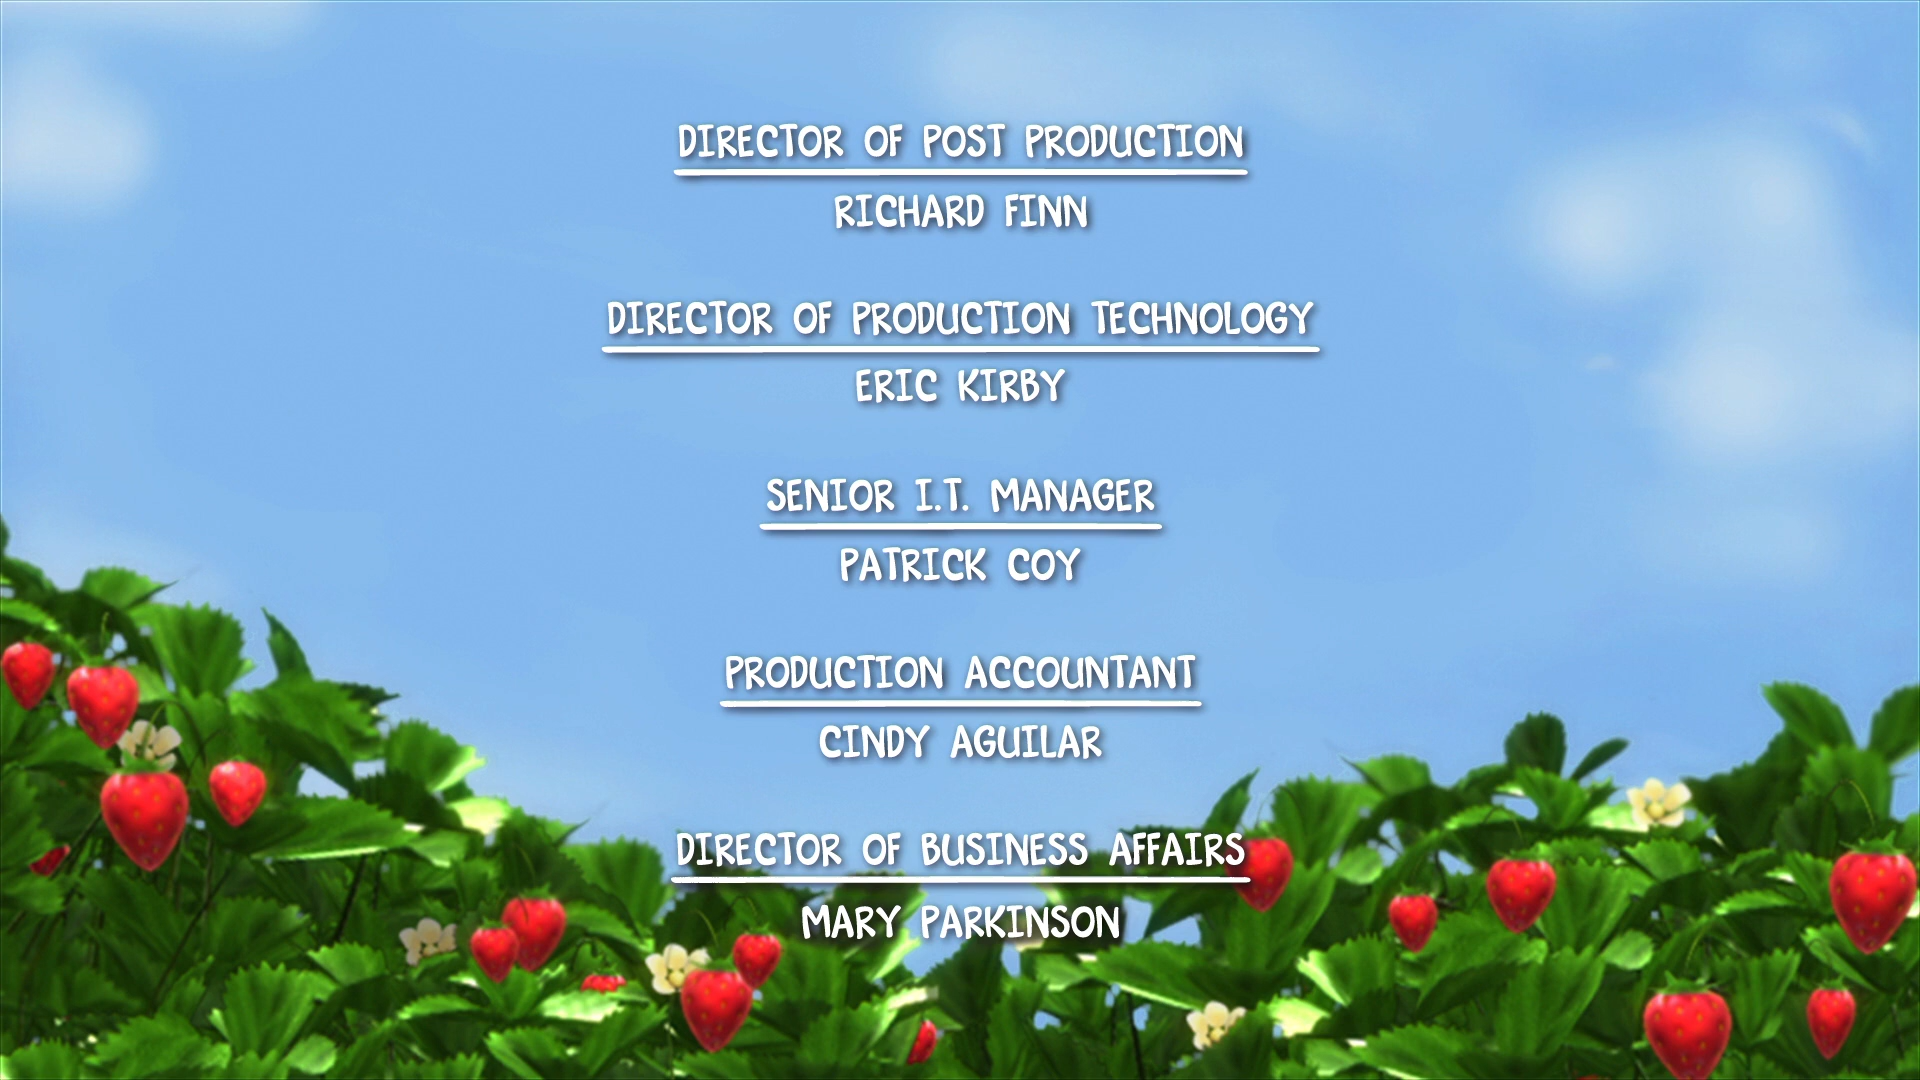 DIRECTOR OF POST PRODUCTION
RICHARD FINN
DIRECTOR OF PRODUCTION TECHNOLOGY
ERIC KIRBY
SENIOR I.T. MANAGER
PATRICK COY
PRODUCTION ACCOUNTANT
CINDY AGUILAR
DIRECTOR OF BUSINESS AFFAIRS
MARY PARKINSON